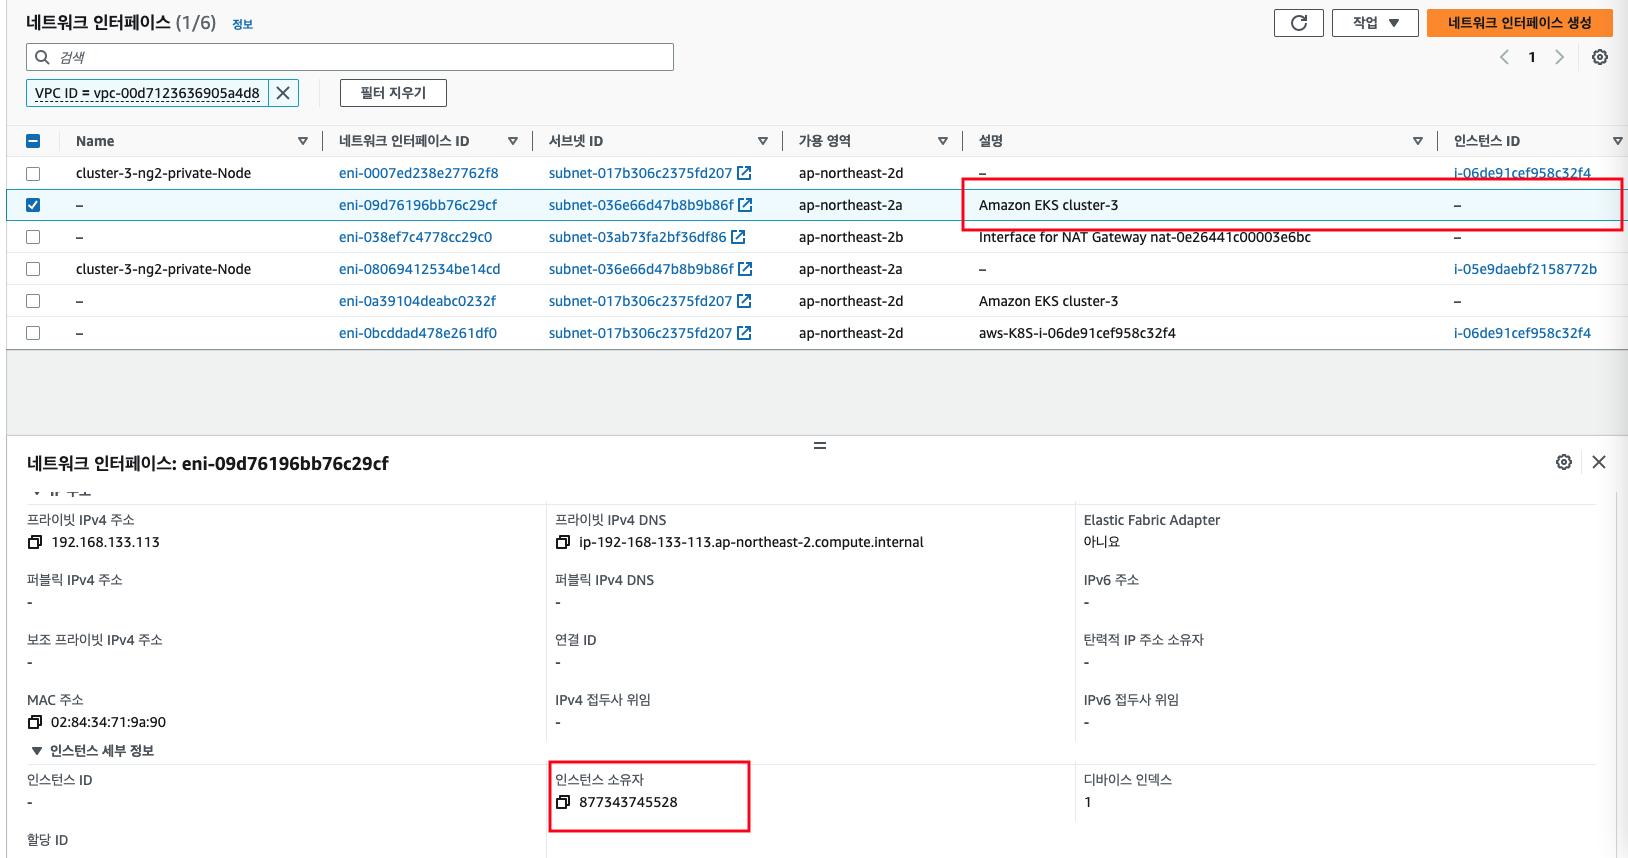 네트워크 인터페이스 (1/6) 정보
작업
네트워크 인터페이스 생성
검색
1
VPC ID = vpc-00d7123636905a4d8
필터 지우기
Name 네트워크 인터페이스 ID 서브넷 ID 가용 영역 설명 인스턴스 ID
cluster-3-ng2-private-Node eni-0007ed238e27762f8 subnet-017b306c2375fd207 ap-northeast-2d – i-06de91cef958c32f4
– eni-09d76196bb76c29cf subnet-036e66d47b8b9b86f ap-northeast-2a Amazon EKS cluster-3 –
– eni-038ef7c4778cc29c0 subnet-03ab73fa2bf36df86 ap-northeast-2b Interface for NAT Gateway nat-0e26441c00003e6bc –
cluster-3-ng2-private-Node eni-08069412534be14cd subnet-036e66d47b8b9b86f ap-northeast-2a – i-05e9daebf2158772b
– eni-0a39104deabc0232f subnet-017b306c2375fd207 ap-northeast-2d Amazon EKS cluster-3 –
– eni-0bcddad478e261df0 subnet-017b306c2375fd207 ap-northeast-2d aws-K8S-i-06de91cef958c32f4 i-06de91cef958c32f4
네트워크 인터페이스: eni-09d76196bb76c29cf
IP 주소
프라이빗 IPv4 주소 프라이빗 IPv4 DNS Elastic Fabric Adapter
192.168.133.113 ip-192-168-133-113.ap-northeast-2.compute.internal 아니요
퍼블릭 IPv4 주소 퍼블릭 IPv4 DNS IPv6 주소
- - -
보조 프라이빗 IPv4 주소 연결 ID 탄력적 IP 주소 소유자
- - -
MAC 주소 IPv4 접두사 위임 IPv6 접두사 위임
02:84:34:71:9a:90 - -
인스턴스 세부 정보
인스턴스 ID 인스턴스 소유자 디바이스 인덱스
- 877343745528 1
할당 ID